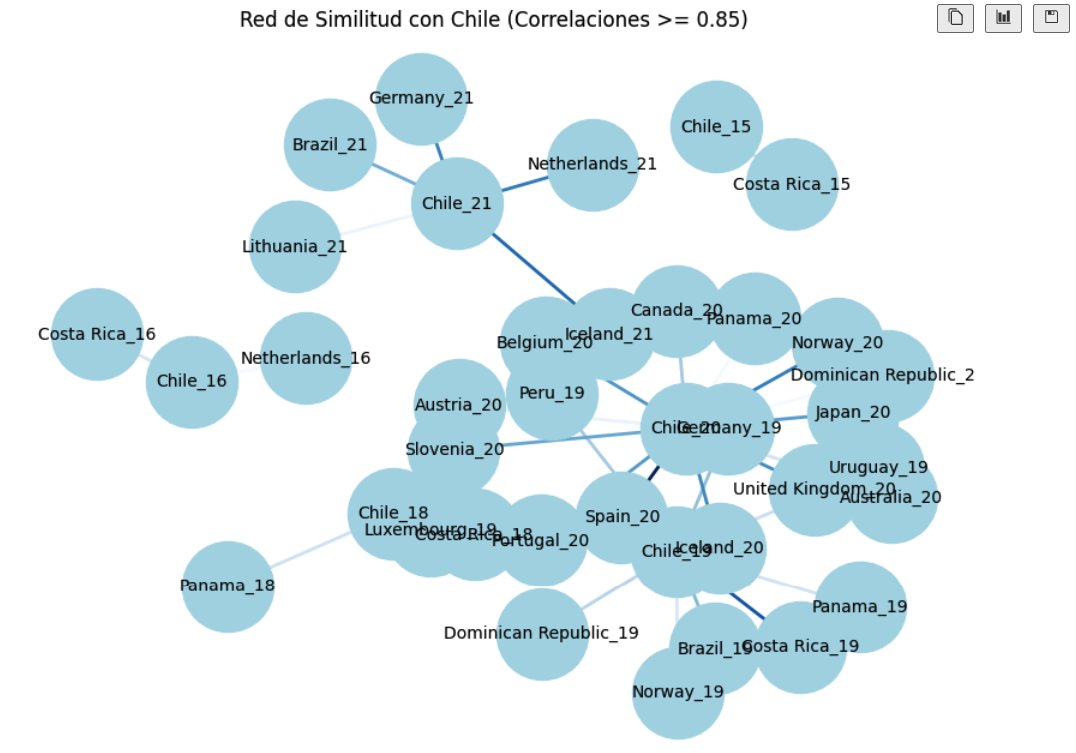 Red de Similitud con Chile (Correlaciones >= 0.85)
Germany_21
Brazil_21
Chile_15
Netherlands_21
Costa Rica_15
Chile_21
Lithuania_21
Canada_20
Panama_20
Costa Rica_16
Iceland_21
Belgium_20
Norway_20
Netherlands_16
Dominican Republic_2
Chile_16
Peru_19
Austria_20
Japan_20
Chile_20
Germany_19
Slovenia_20
Uruguay_19
United Kingdom_20
Australia_20
Chile_18
Spain_20
Luxembourg_19
Costa Rica_18
Portugal_20
Chile_19
Iceland_20
Panama_18
Panama_19
Dominican Republic_19
Brazil_19
Costa Rica_19
Norway_19